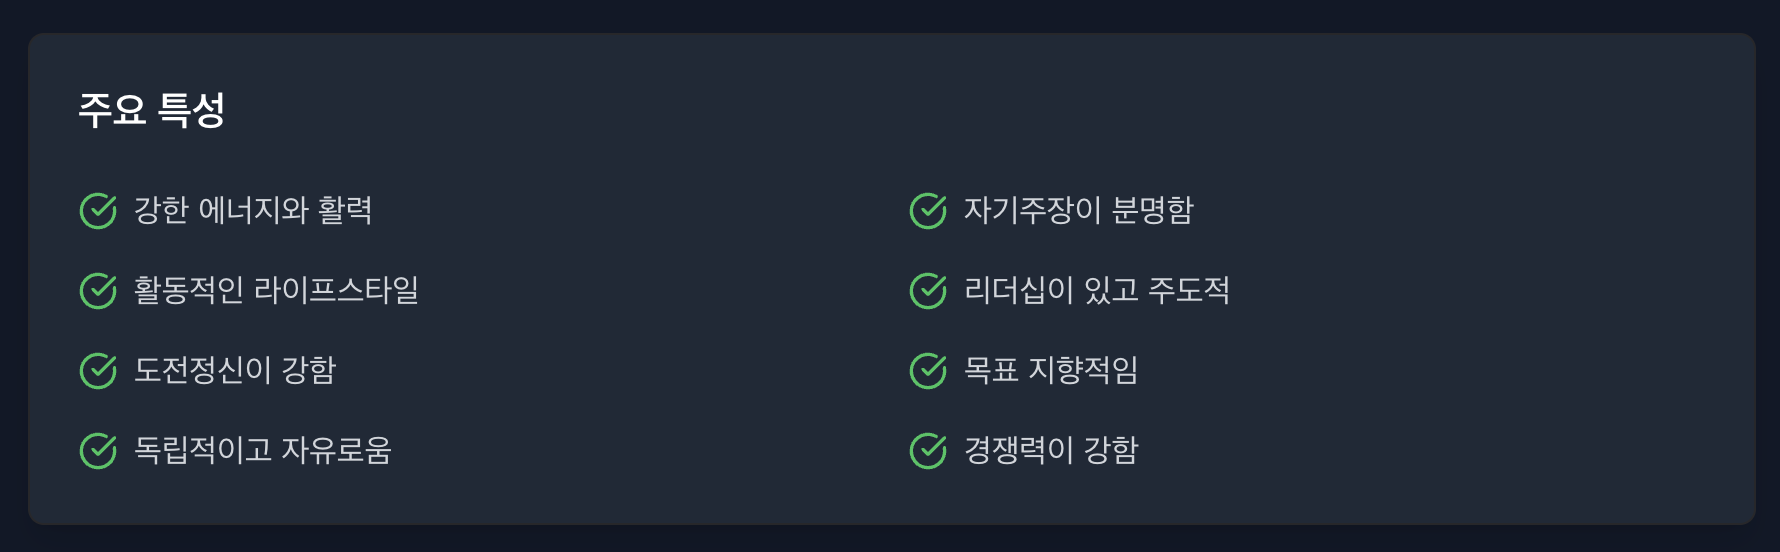 주요 특성
강한 에너지와 활력
자기주장이 분명함
활동적인 라이프스타일
리더십이 있고 주도적
도전정신이 강함
목표 지향적임
독립적이고 자유로움
경쟁력이 강함